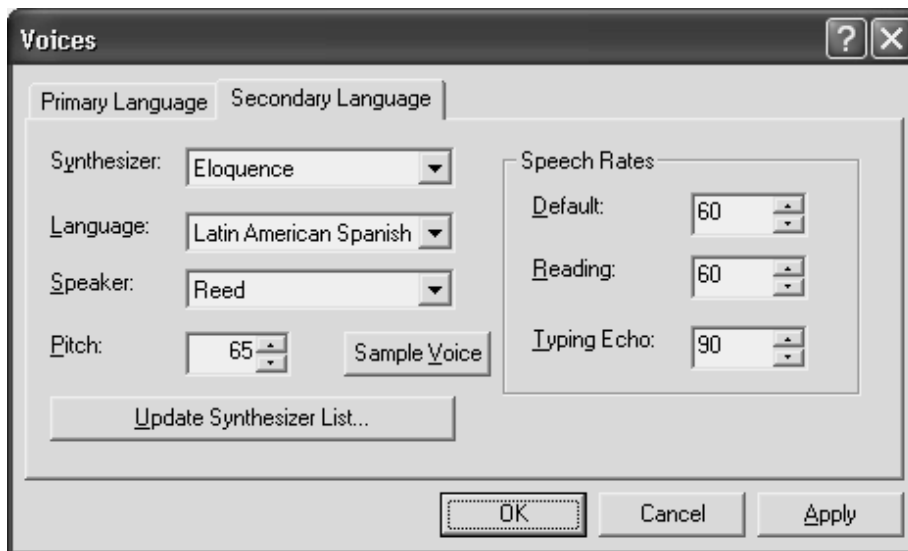 Voices
Primary Language
Secondary Language
Synthesizer: Eloquence
Language: Latin American Spanish
Speaker: Reed
Pitch: 65 Sample Voice
Update Synthesizer List...
Speech Rates
Default: 60
Reading: 60
Typing Echo: 90
OK Cancel Apply